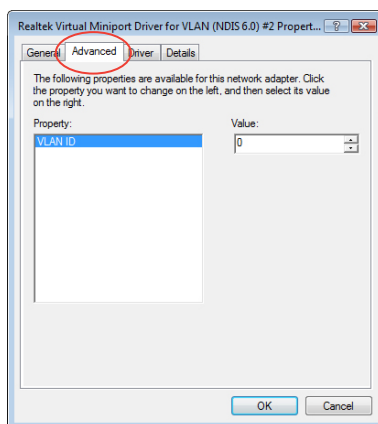 Realtek Virtual Miniport Driver for VLAN (NDIS 6.0) #2 Propert...
General Advanced Driver Details
The following properties are available for this network adapter. Click
the property you want to change on the left, and then select its value
on the right.
Property: Value:
VLAN ID 0
OK Cancel